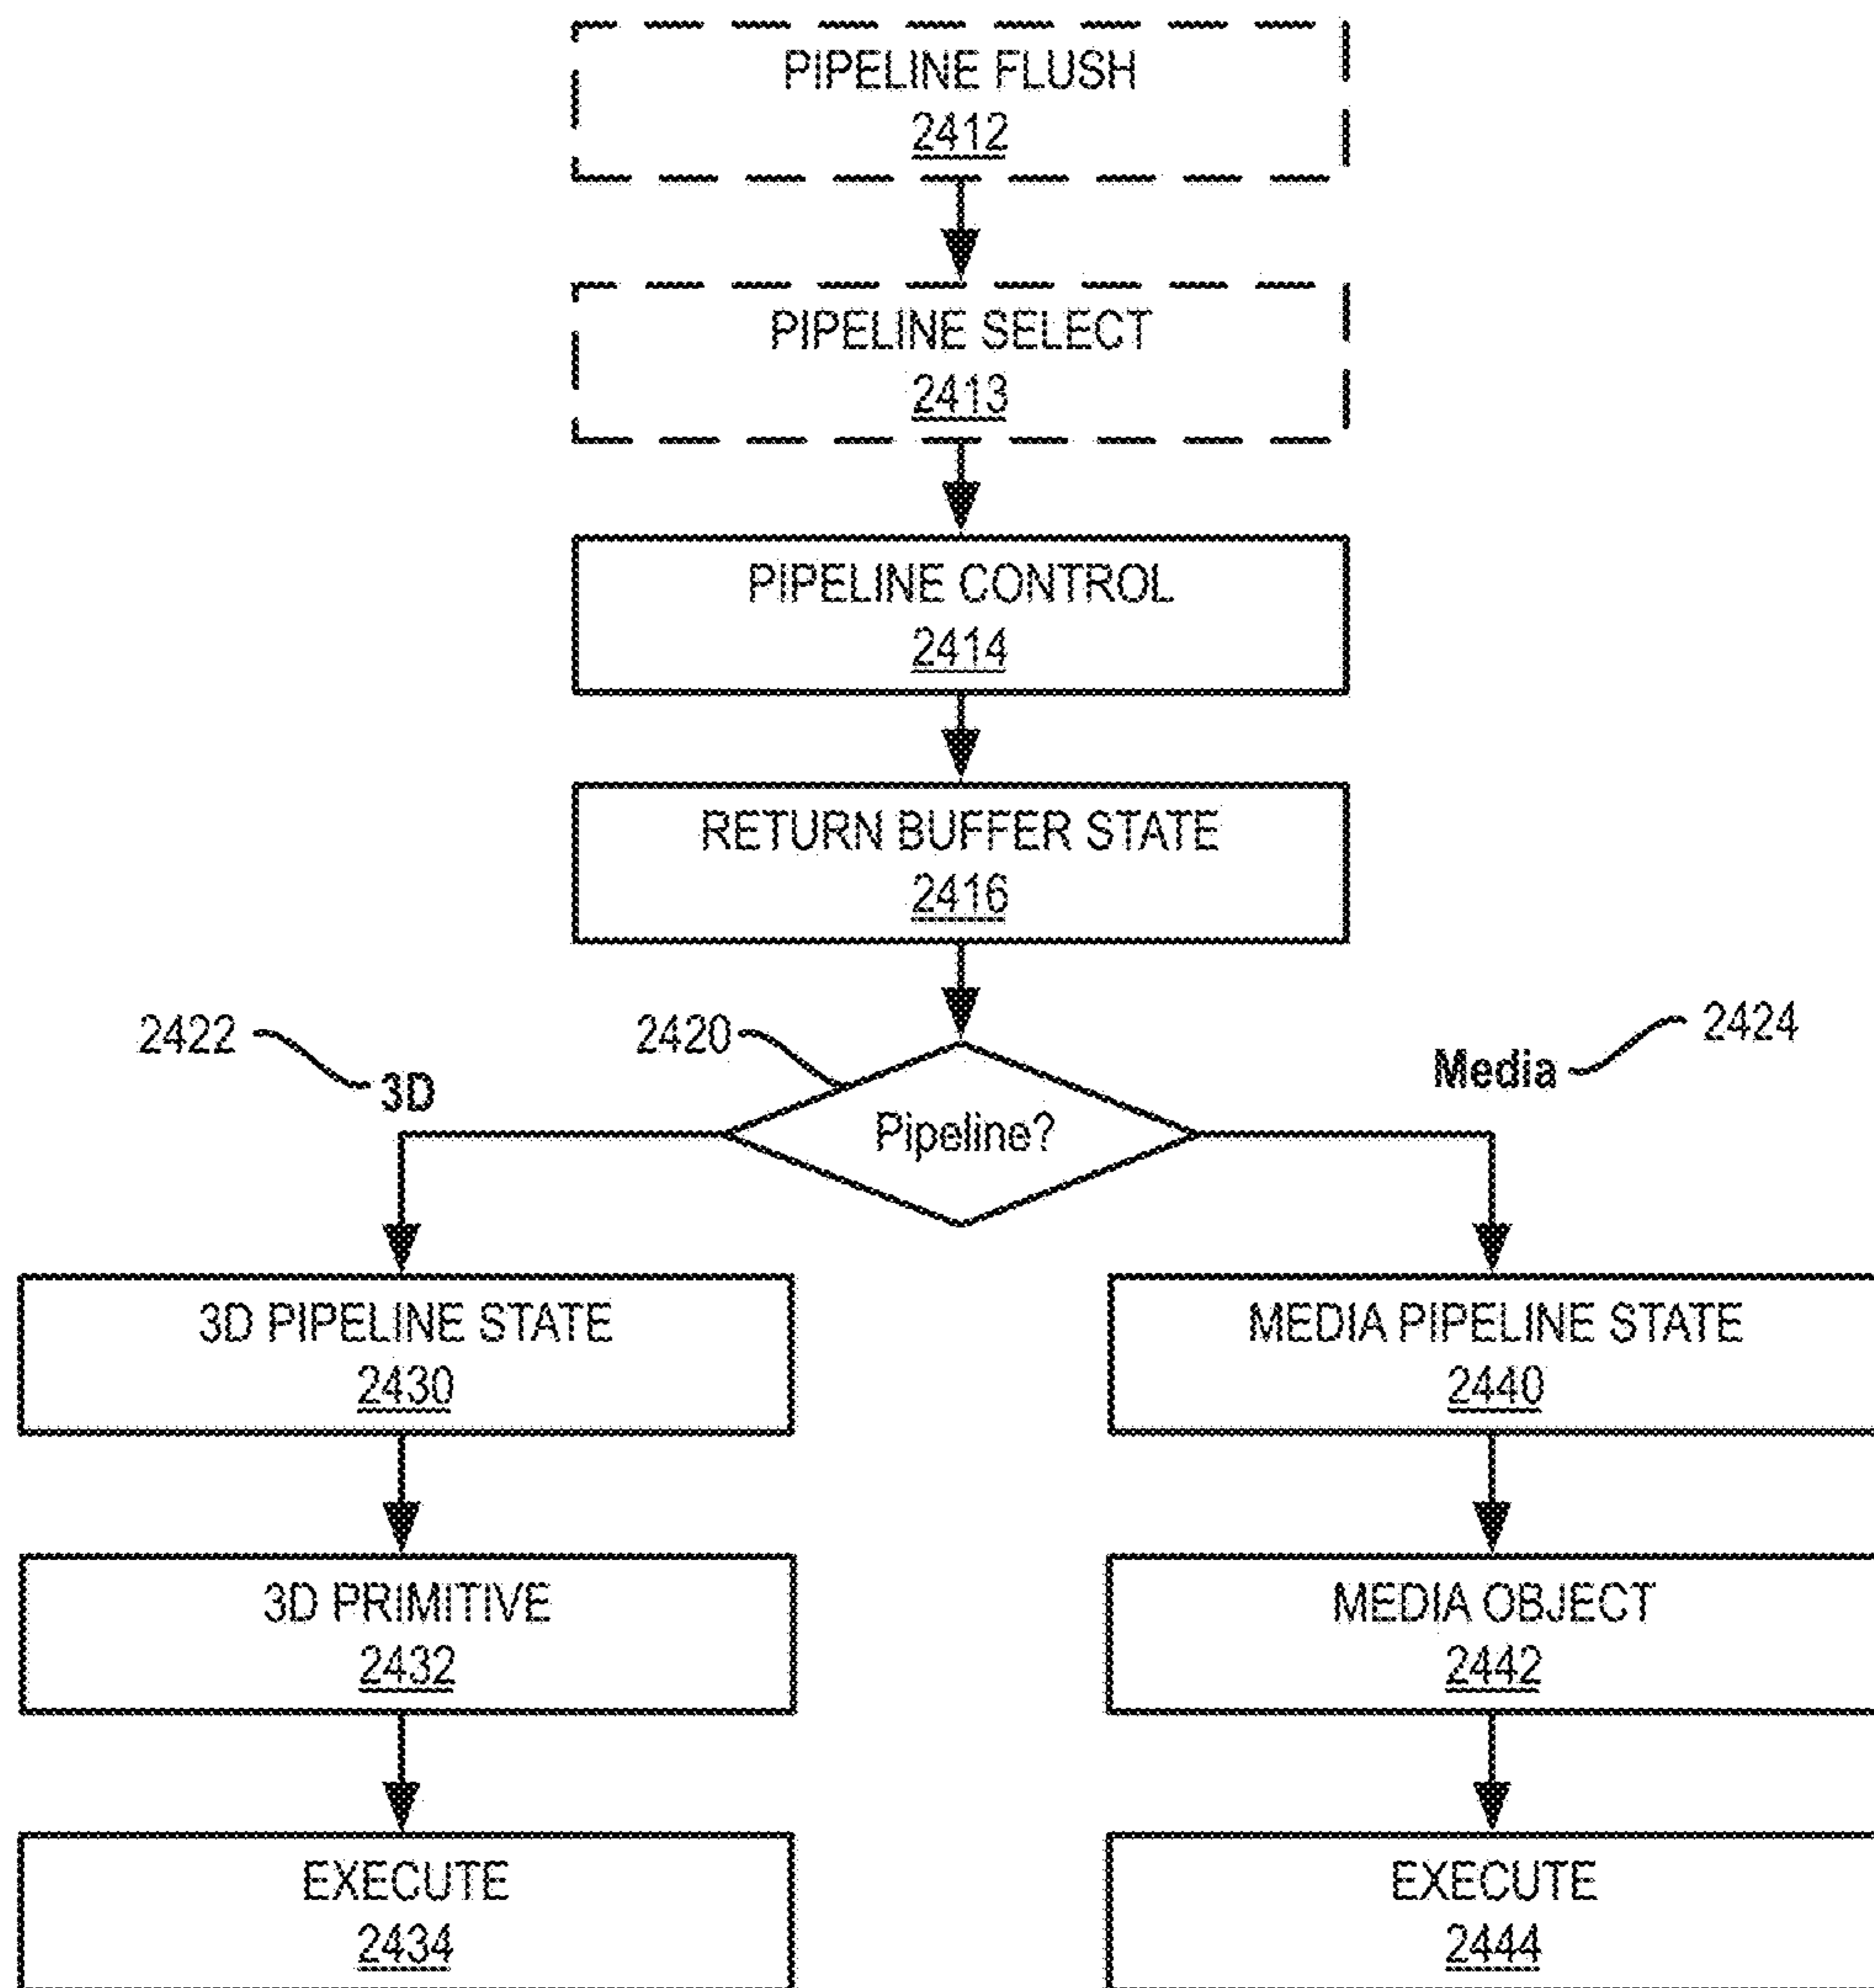 PIPELINE FLUSH
2412
PIPELINE SELECT
2413
PIPELINE CONTROL
2414
RETURN BUFFER STATE
2416
2422
2420
2424
3D
Media
Pipeline?
3D PIPELINE STATE
2430
MEDIA PIPELINE STATE
2440
3D PRIMITIVE
2432
MEDIA OBJECT
2442
EXECUTE
2434
EXECUTE
2444